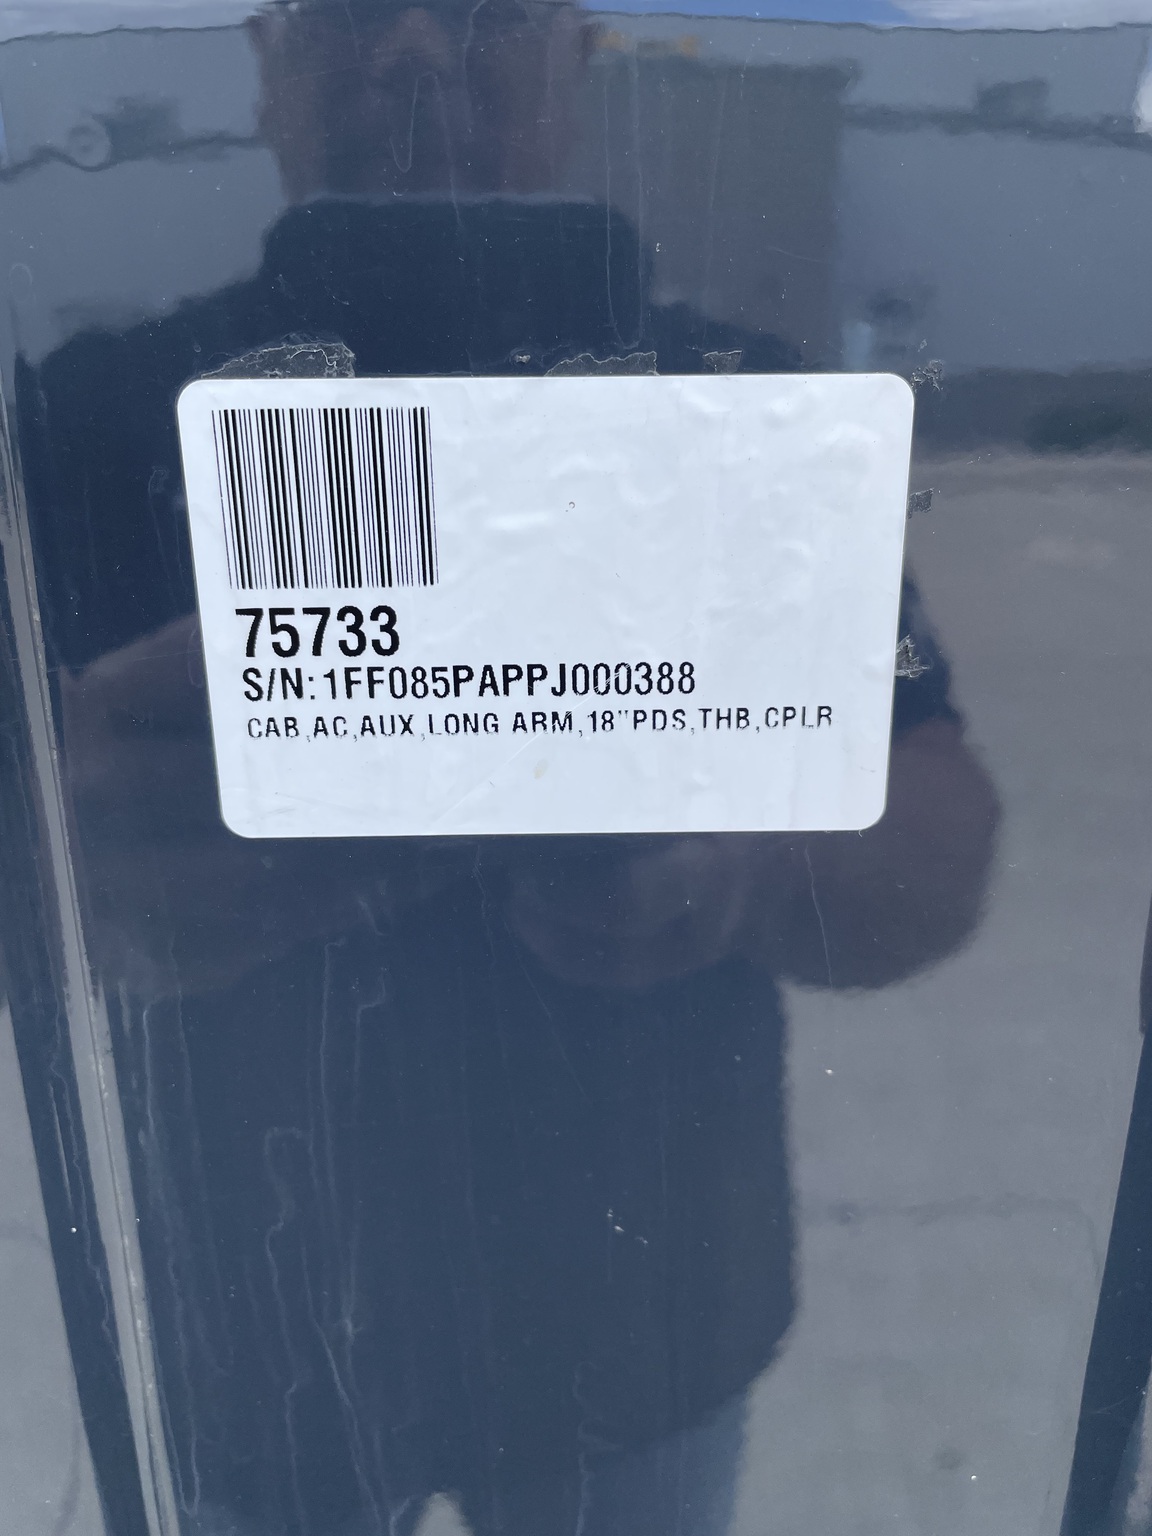 75733
S/N:1FF085PAPPJ000388
CAB,AC,AUX,LONG ARM,18"PDS,THB,CPLR